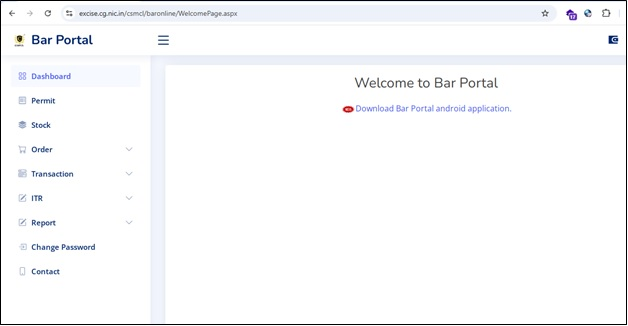 excise.cg.nic.in/csmcl/baronline/WelcomePage.aspx
Bar Portal
Dashboard
Permit
Stock
Order
Transaction
ITR
Report
Change Password
Contact
Welcome to Bar Portal
Download Bar Portal android application.